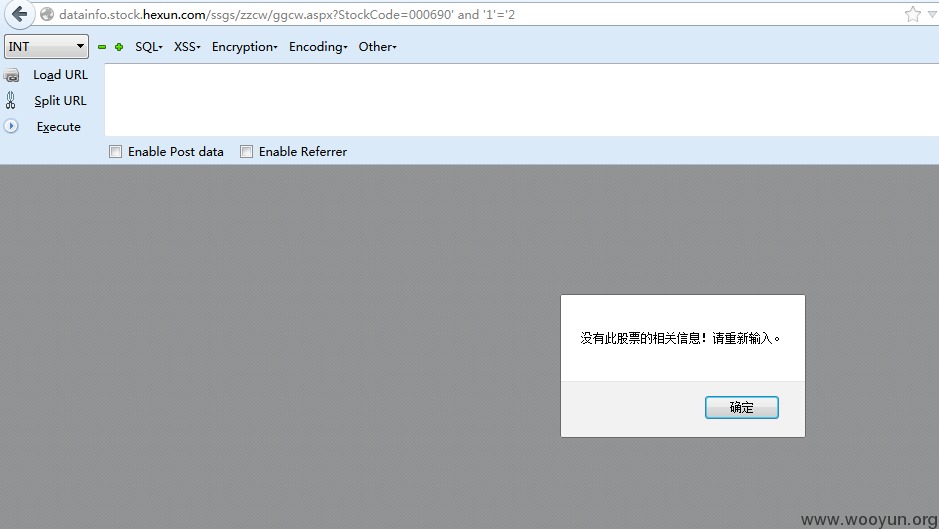 datainfo.stock.hexun.com/ssgs/zzcw/ggcw.aspx?StockCode=000690' and '1'='2
INT SQL XSS Encryption Encoding Other
Load URL
Split URL
Execute
Enable Post data Enable Referrer
没有此股票的相关信息！请重新输入。
确定
www.wooyun.org